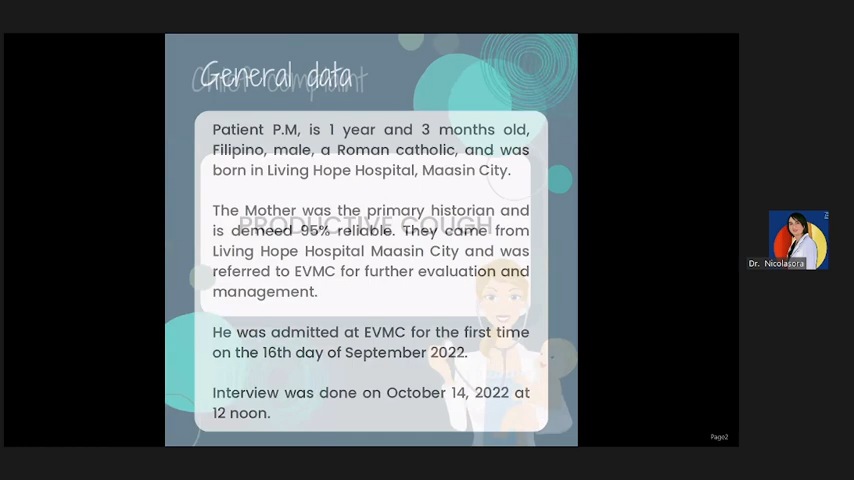 General data
Chief complaint
Patient P.M, is 1 year and 3 months old,
Filipino, male, a Roman catholic, and was
born in Living Hope Hospital, Maasin City.
PRODUCTIVE COUGH
The Mother was the primary historian and
is demeed 95% reliable. They came from
Living Hope Hospital Maasin City and was
referred to EVMC for further evaluation and
management.
He was admitted at EVMC for the first time
on the 16th day of September 2022.
Interview was done on October 14, 2022 at
12 noon.
Dr. Nicolasora
Page2